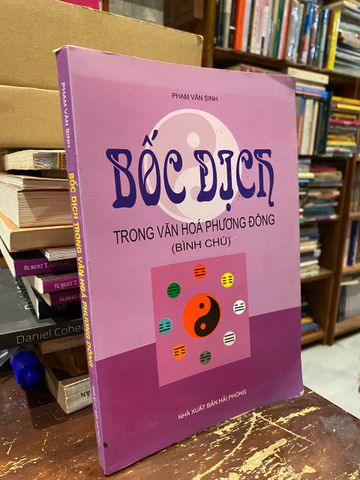 PHẠM VĂN SINH
BỐC DỊCH
TRONG VĂN HOÁ PHƯƠNG ĐÔNG
(BÌNH CHÚ)
NHÀ XUẤT BẢN HẢI PHÒNG
PHẠM VĂN SINH
BỐC DỊCH TRONG VĂN HOÁ PHƯƠNG ĐÔNG
ROBERT T.
Daniel Cohen